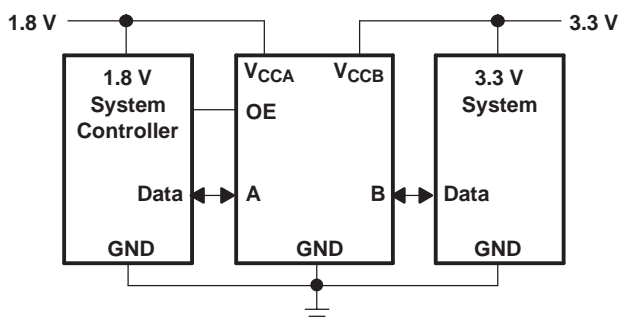 1.8 V
3.3 V
1.8 V
System
Controller
VCCA
VCCB
OE
3.3 V
System
Data
A
B
Data
GND
GND
GND